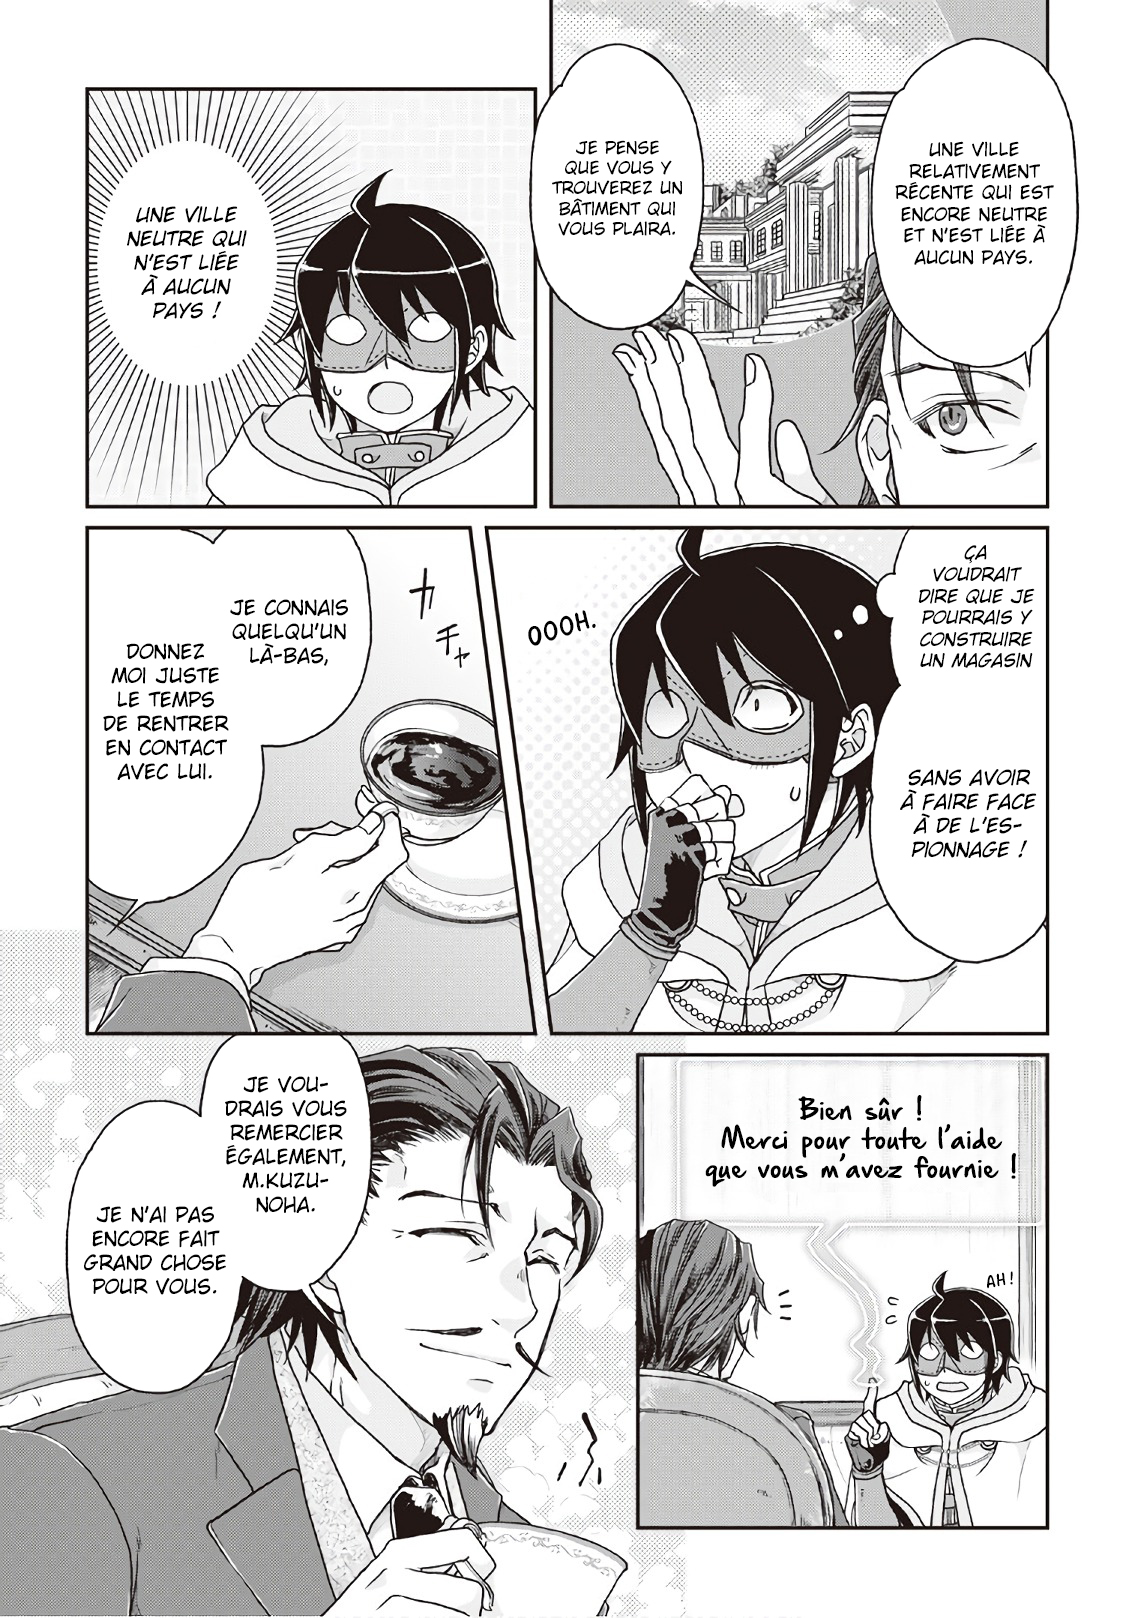 UNE VILLE
RELATIVEMENT
RÉCENTE QUI EST
ENCORE NEUTRE
ET N'EST LIÉE À
AUCUN PAYS.
JE PENSE
QUE VOUS Y
TROUVEREZ UN
BÂTIMENT QUI
VOUS PLAIRA.
UNE VILLE
NEUTRE QUI
N'EST LIÉE
À AUCUN
PAYS !
ÇA
VOUDRAIT
DIRE QUE JE
POURRAIS Y
CONSTRUIRE
UN MAGASIN
SANS AVOIR
À FAIRE FACE
À DE L'ES-
PIONNAGE !
OOOH.
カチャ
JE CONNAIS
QUELQU'UN
LÀ-BAS,
DONNEZ
MOI JUSTE
LE TEMPS
DE RENTRER
EN CONTACT
AVEC LUI.
Bien sûr !
Merci pour toute l'aide
que vous m'avez fournie !
AH !
JE VOU-
DRAIS VOUS
REMERCIER
ÉGALEMENT,
M.KUZU-
NOHA.
JE N'AI PAS
ENCORE FAIT
GRAND CHOSE
POUR VOUS.